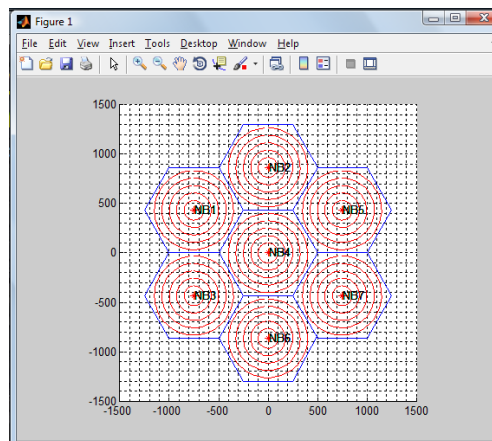 Figure 1
File Edit View Insert Tools Desktop Window Help
1500
1000
500
0
-500
-1000
-1500
NB2
NB1
NB5
NB4
NB3
NB7
NB6
-1500 -1000 -500 0 500 1000 1500